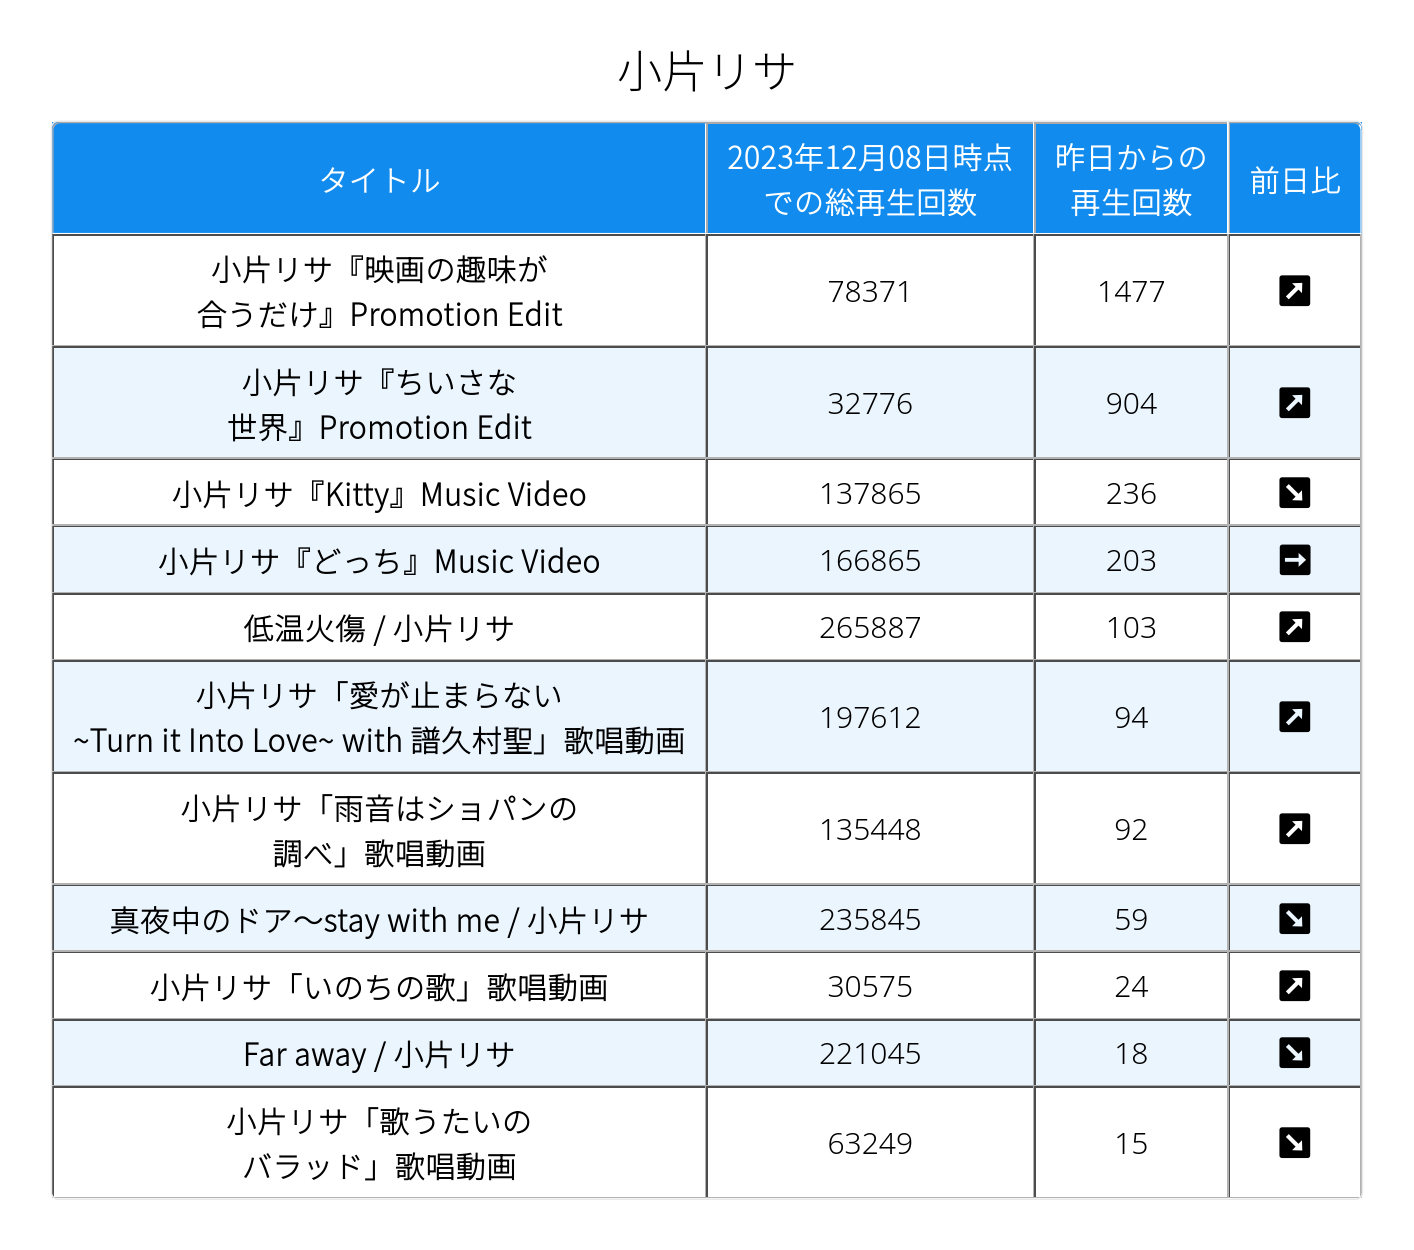 小片リサ
タイトル
2023年12月08日時点
での総再生回数
昨日からの
再生回数
前日比
小片リサ『映画の趣味が
合うだけ』Promotion Edit
78371
1477
小片リサ『ちいさな
世界』Promotion Edit
32776
904
小片リサ『Kitty』Music Video
137865
236
小片リサ『どっち』Music Video
166865
203
低温火傷 / 小片リサ
265887
103
小片リサ「愛が止まらない
~Turn it Into Love~ with 譜久村聖」歌唱動画
197612
94
小片リサ「雨音はショパンの
調べ」歌唱動画
135448
92
真夜中のドア〜stay with me / 小片リサ
235845
59
小片リサ「いのちの歌」歌唱動画
30575
24
Far away / 小片リサ
221045
18
小片リサ「歌うたいの
バラッド」歌唱動画
63249
15